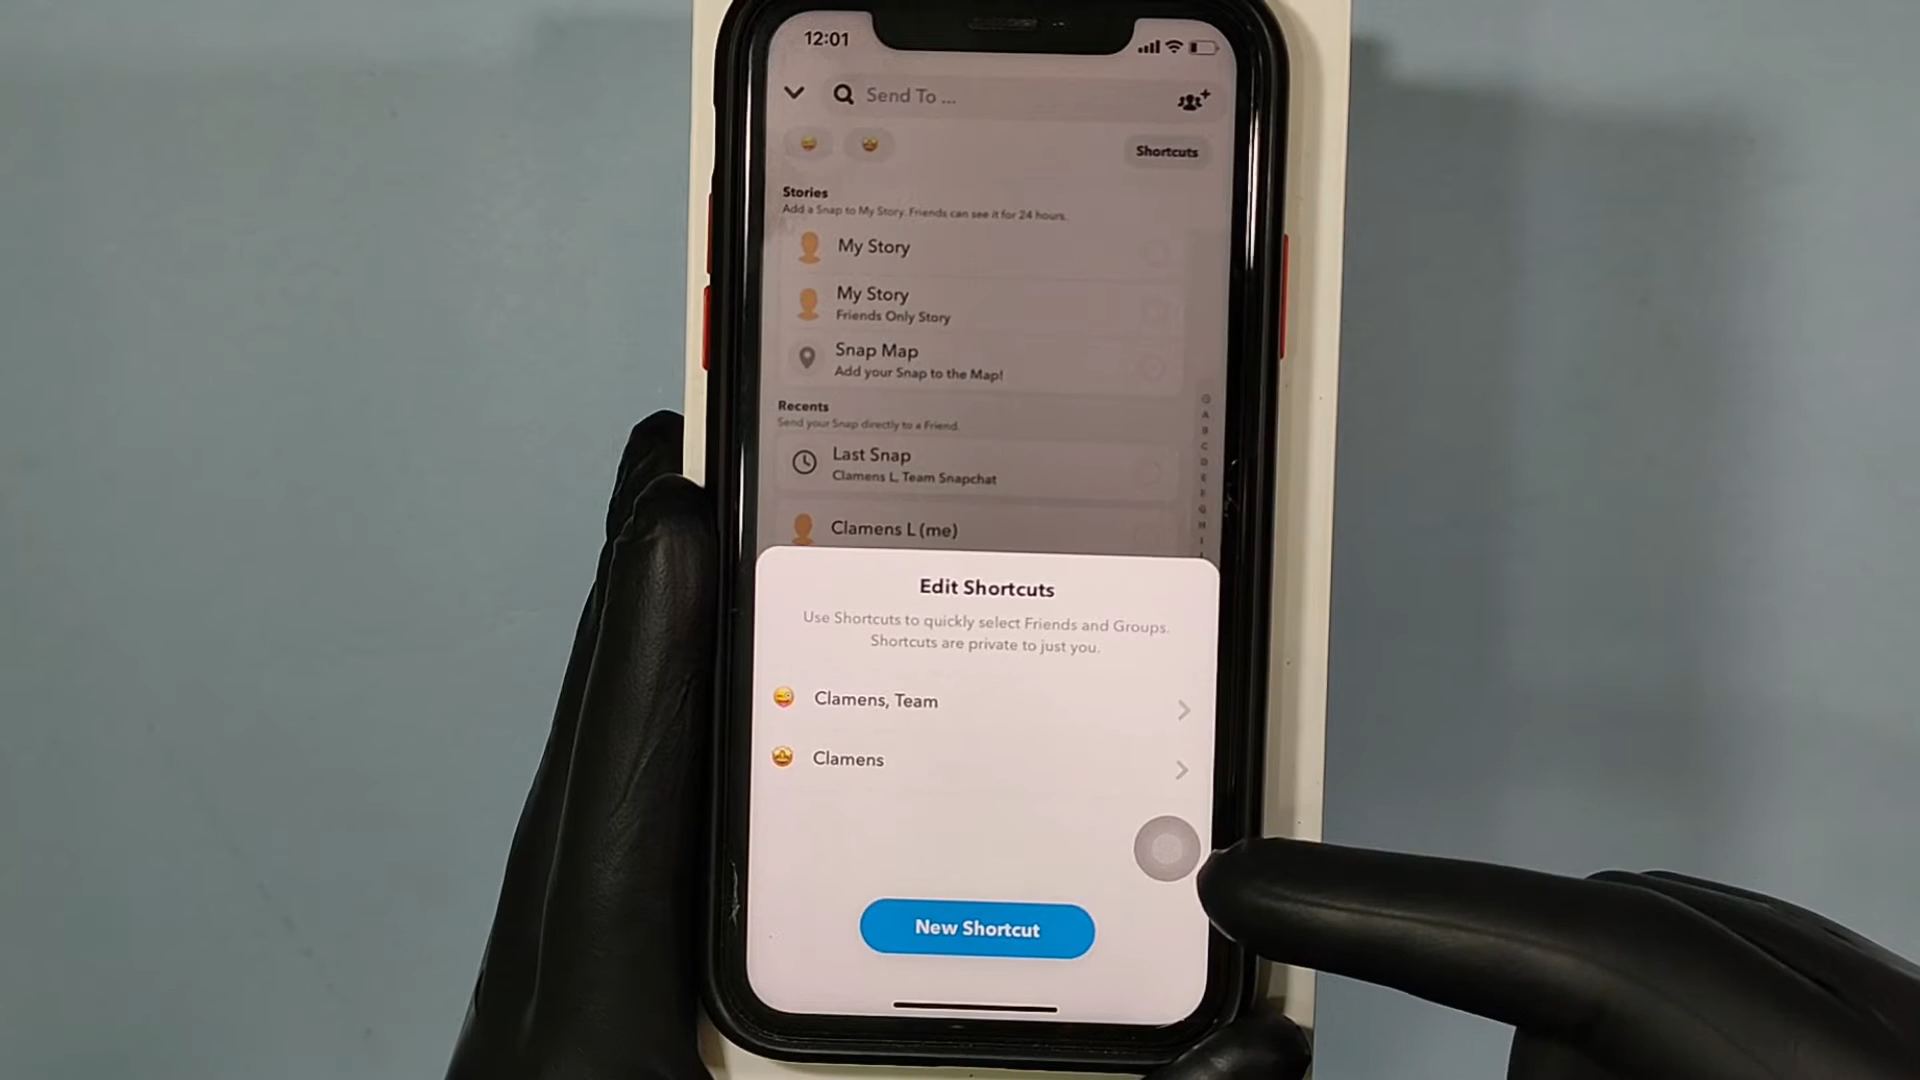 12:01
Send To ...
Shortcuts
Stories
Add a Snap to My Story. Friends can see it for 24 hours.
My Story
My Story
Friends Only Story
Snap Map
Add your Snap to the Map!
Recents
Send your Snap directly to a Friend.
Last Snap
Clamens L, Team Snapchat
Clamens L (me)
Edit Shortcuts
Use Shortcuts to quickly select Friends and Groups.
Shortcuts are private to just you.
Clamens, Team
Clamens
New Shortcut